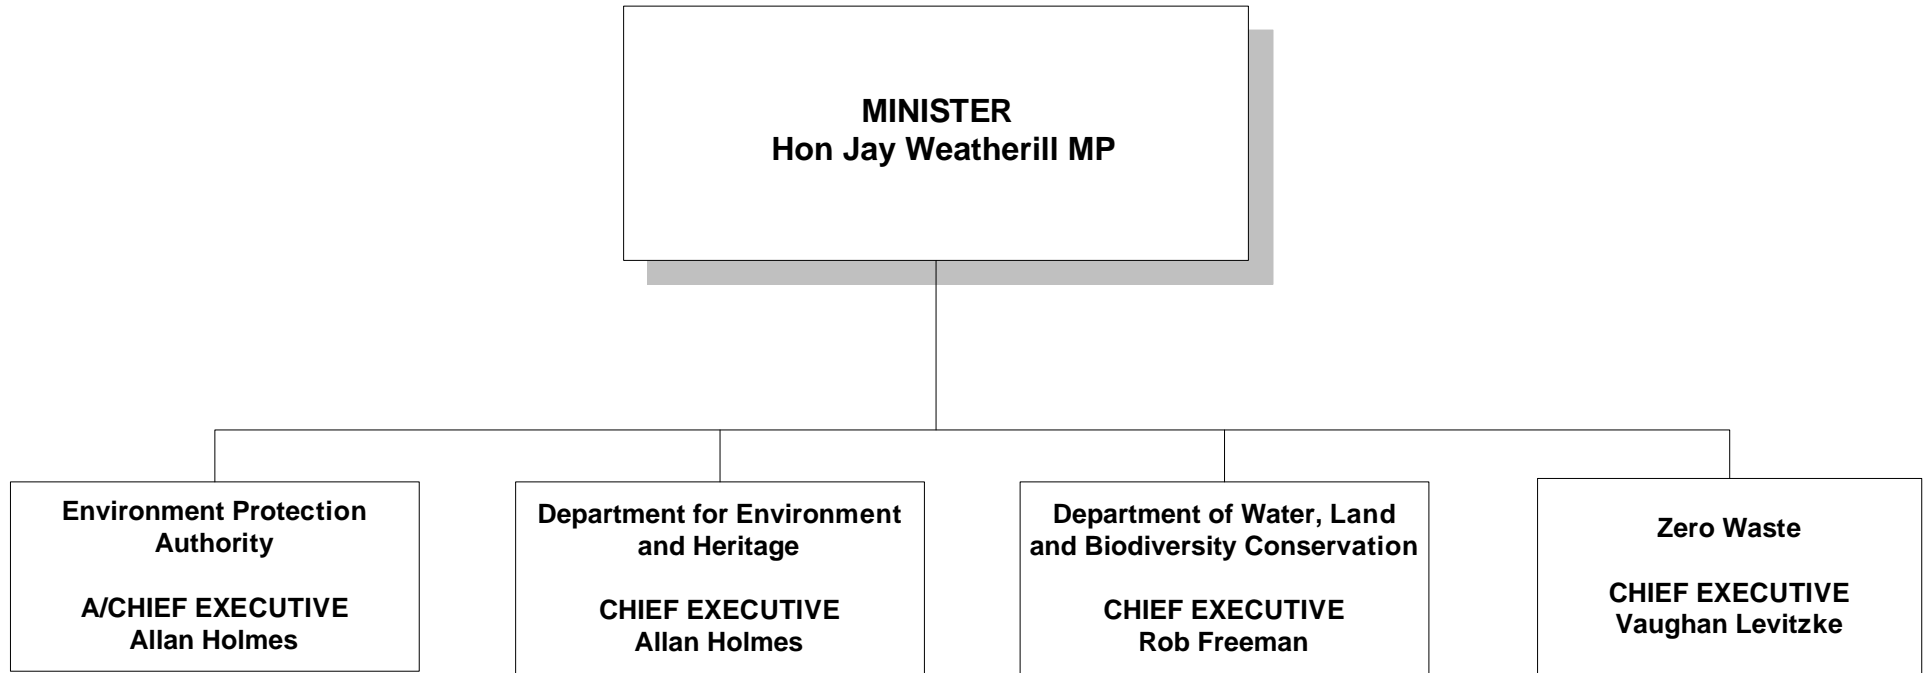 MINISTER
Hon Jay Weatherill MP
Environment Protection
Authority
A/CHIEF EXECUTIVE
Allan Holmes
Department for Environment
and Heritage
CHIEF EXECUTIVE
Allan Holmes
Department of Water, Land
and Biodiversity Conservation
CHIEF EXECUTIVE
Rob Freeman
Zero Waste
CHIEF EXECUTIVE
Vaughan Levitzke